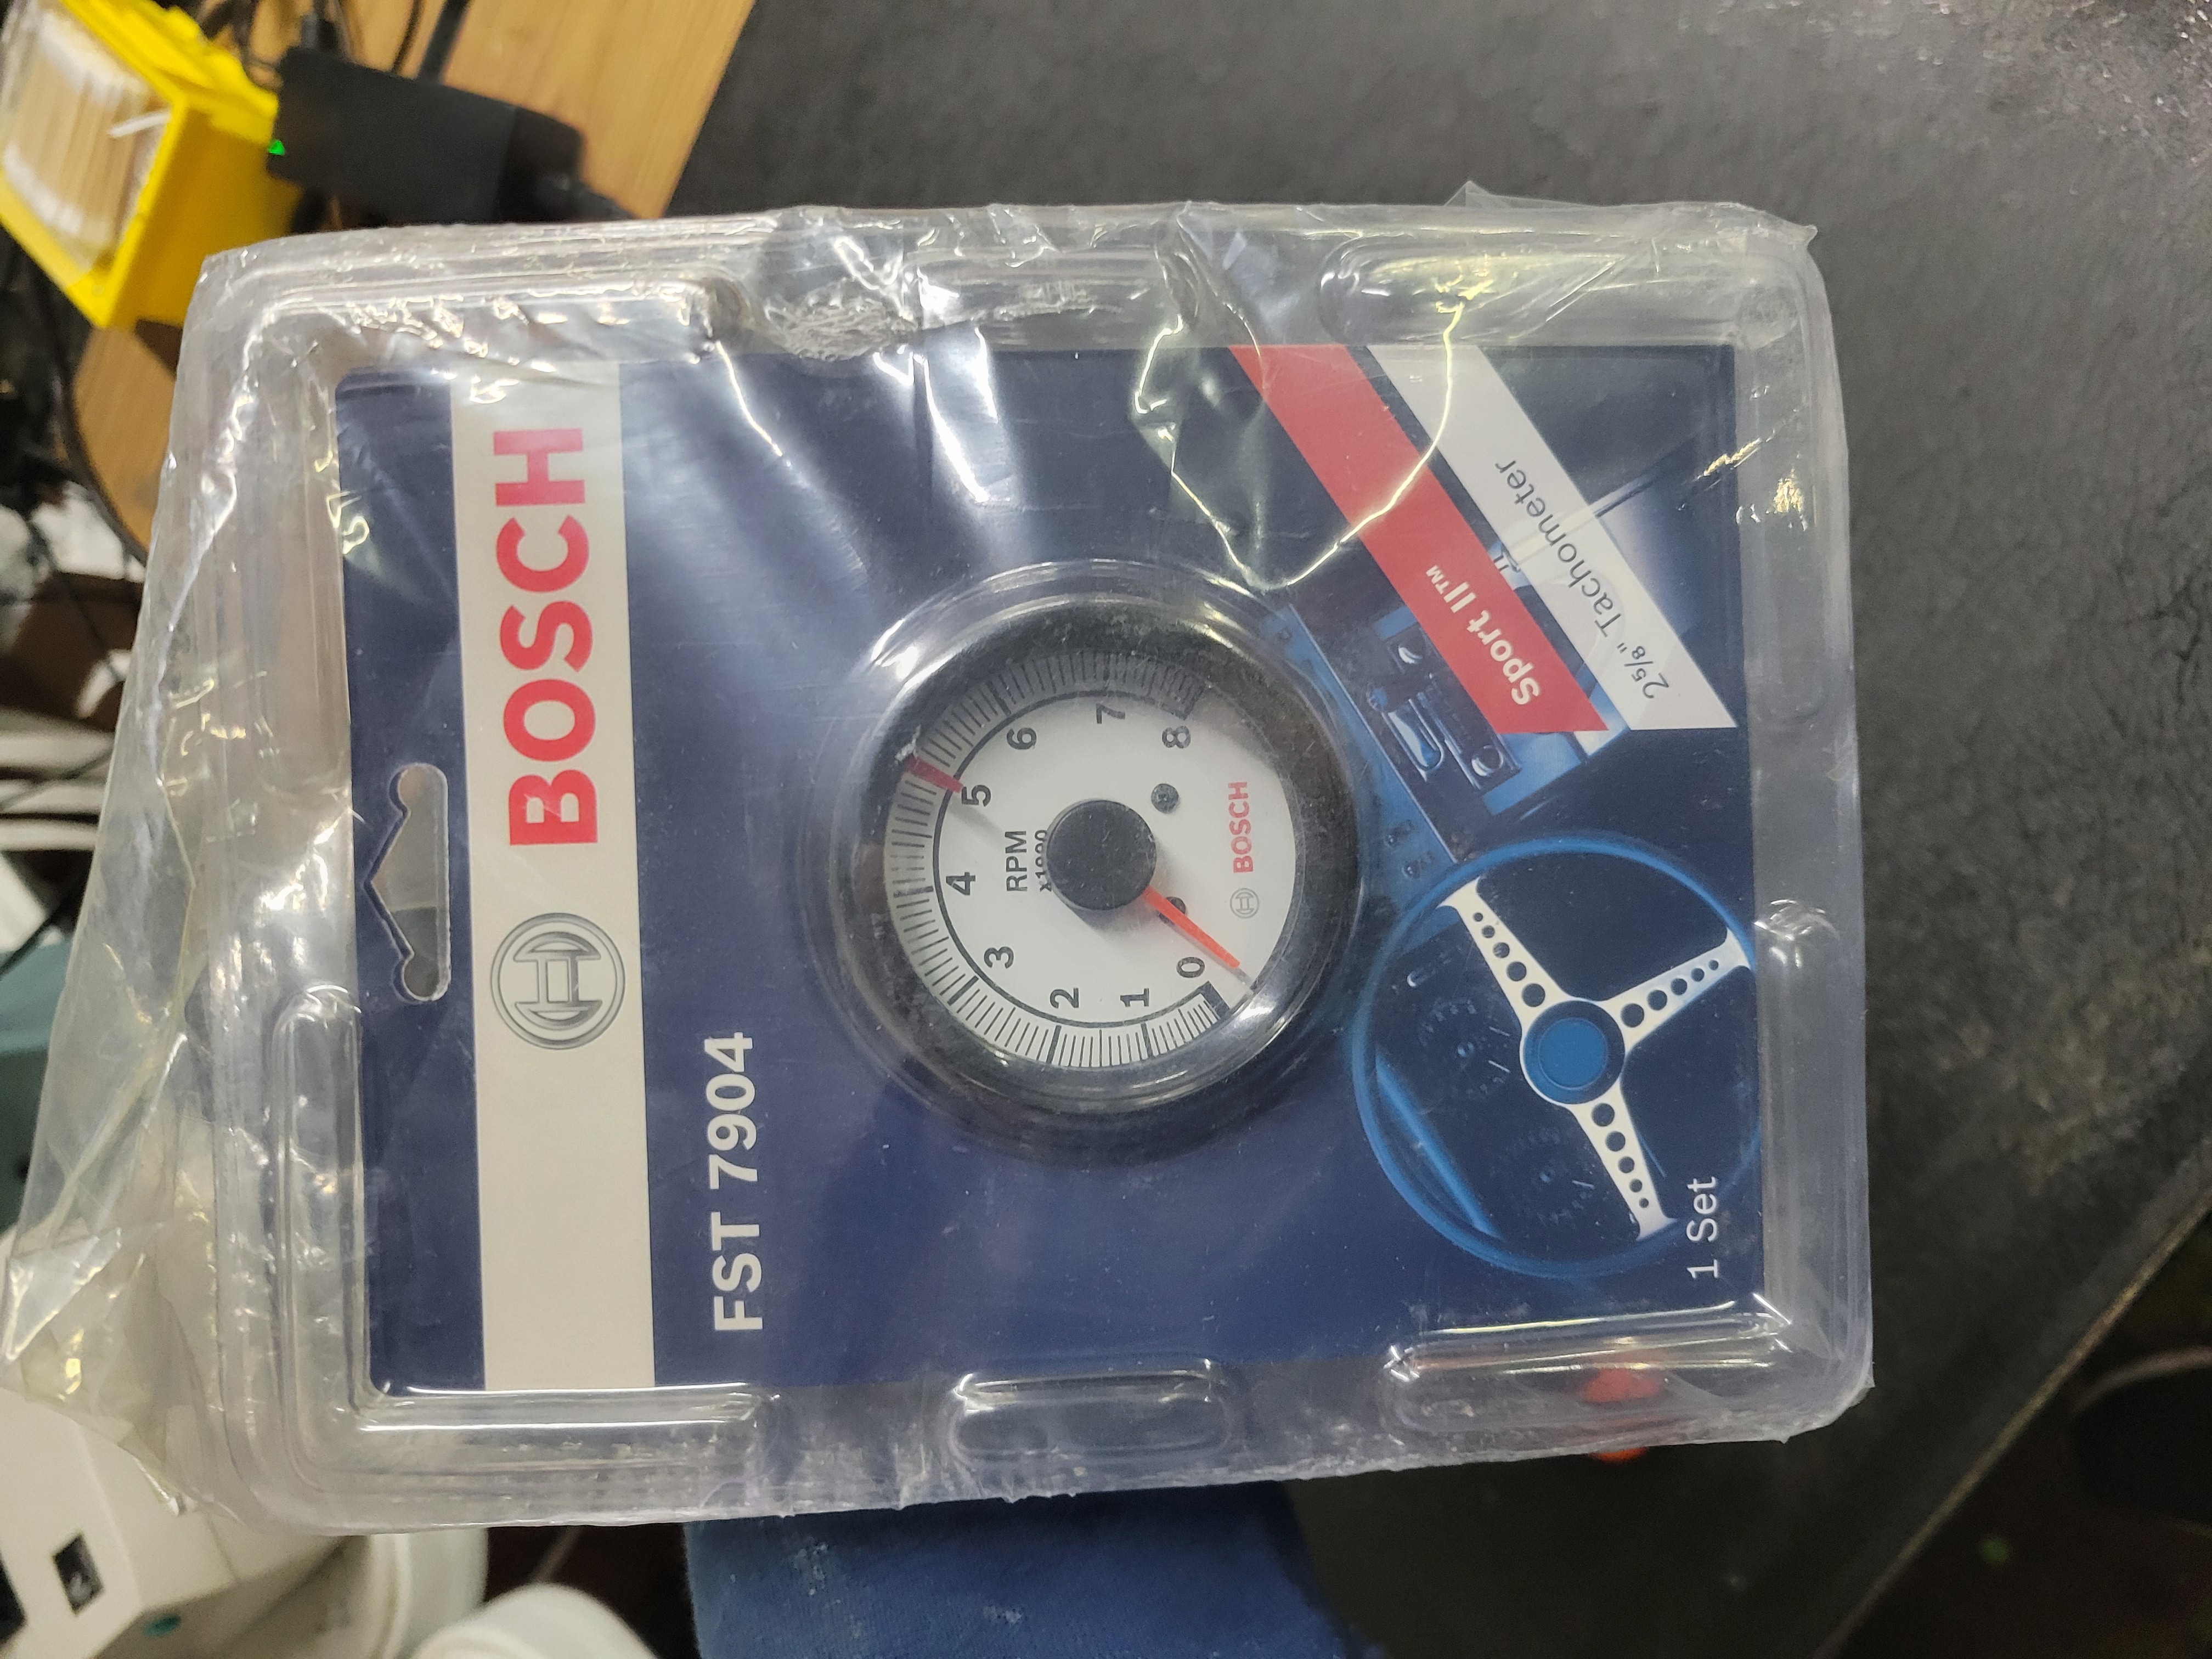 BOSCH
FST 7904
0
1
2
3
4
5
6
7
8
RPM
x1000
BOSCH
Sport II™
2⅝" Tachometer
1 Set